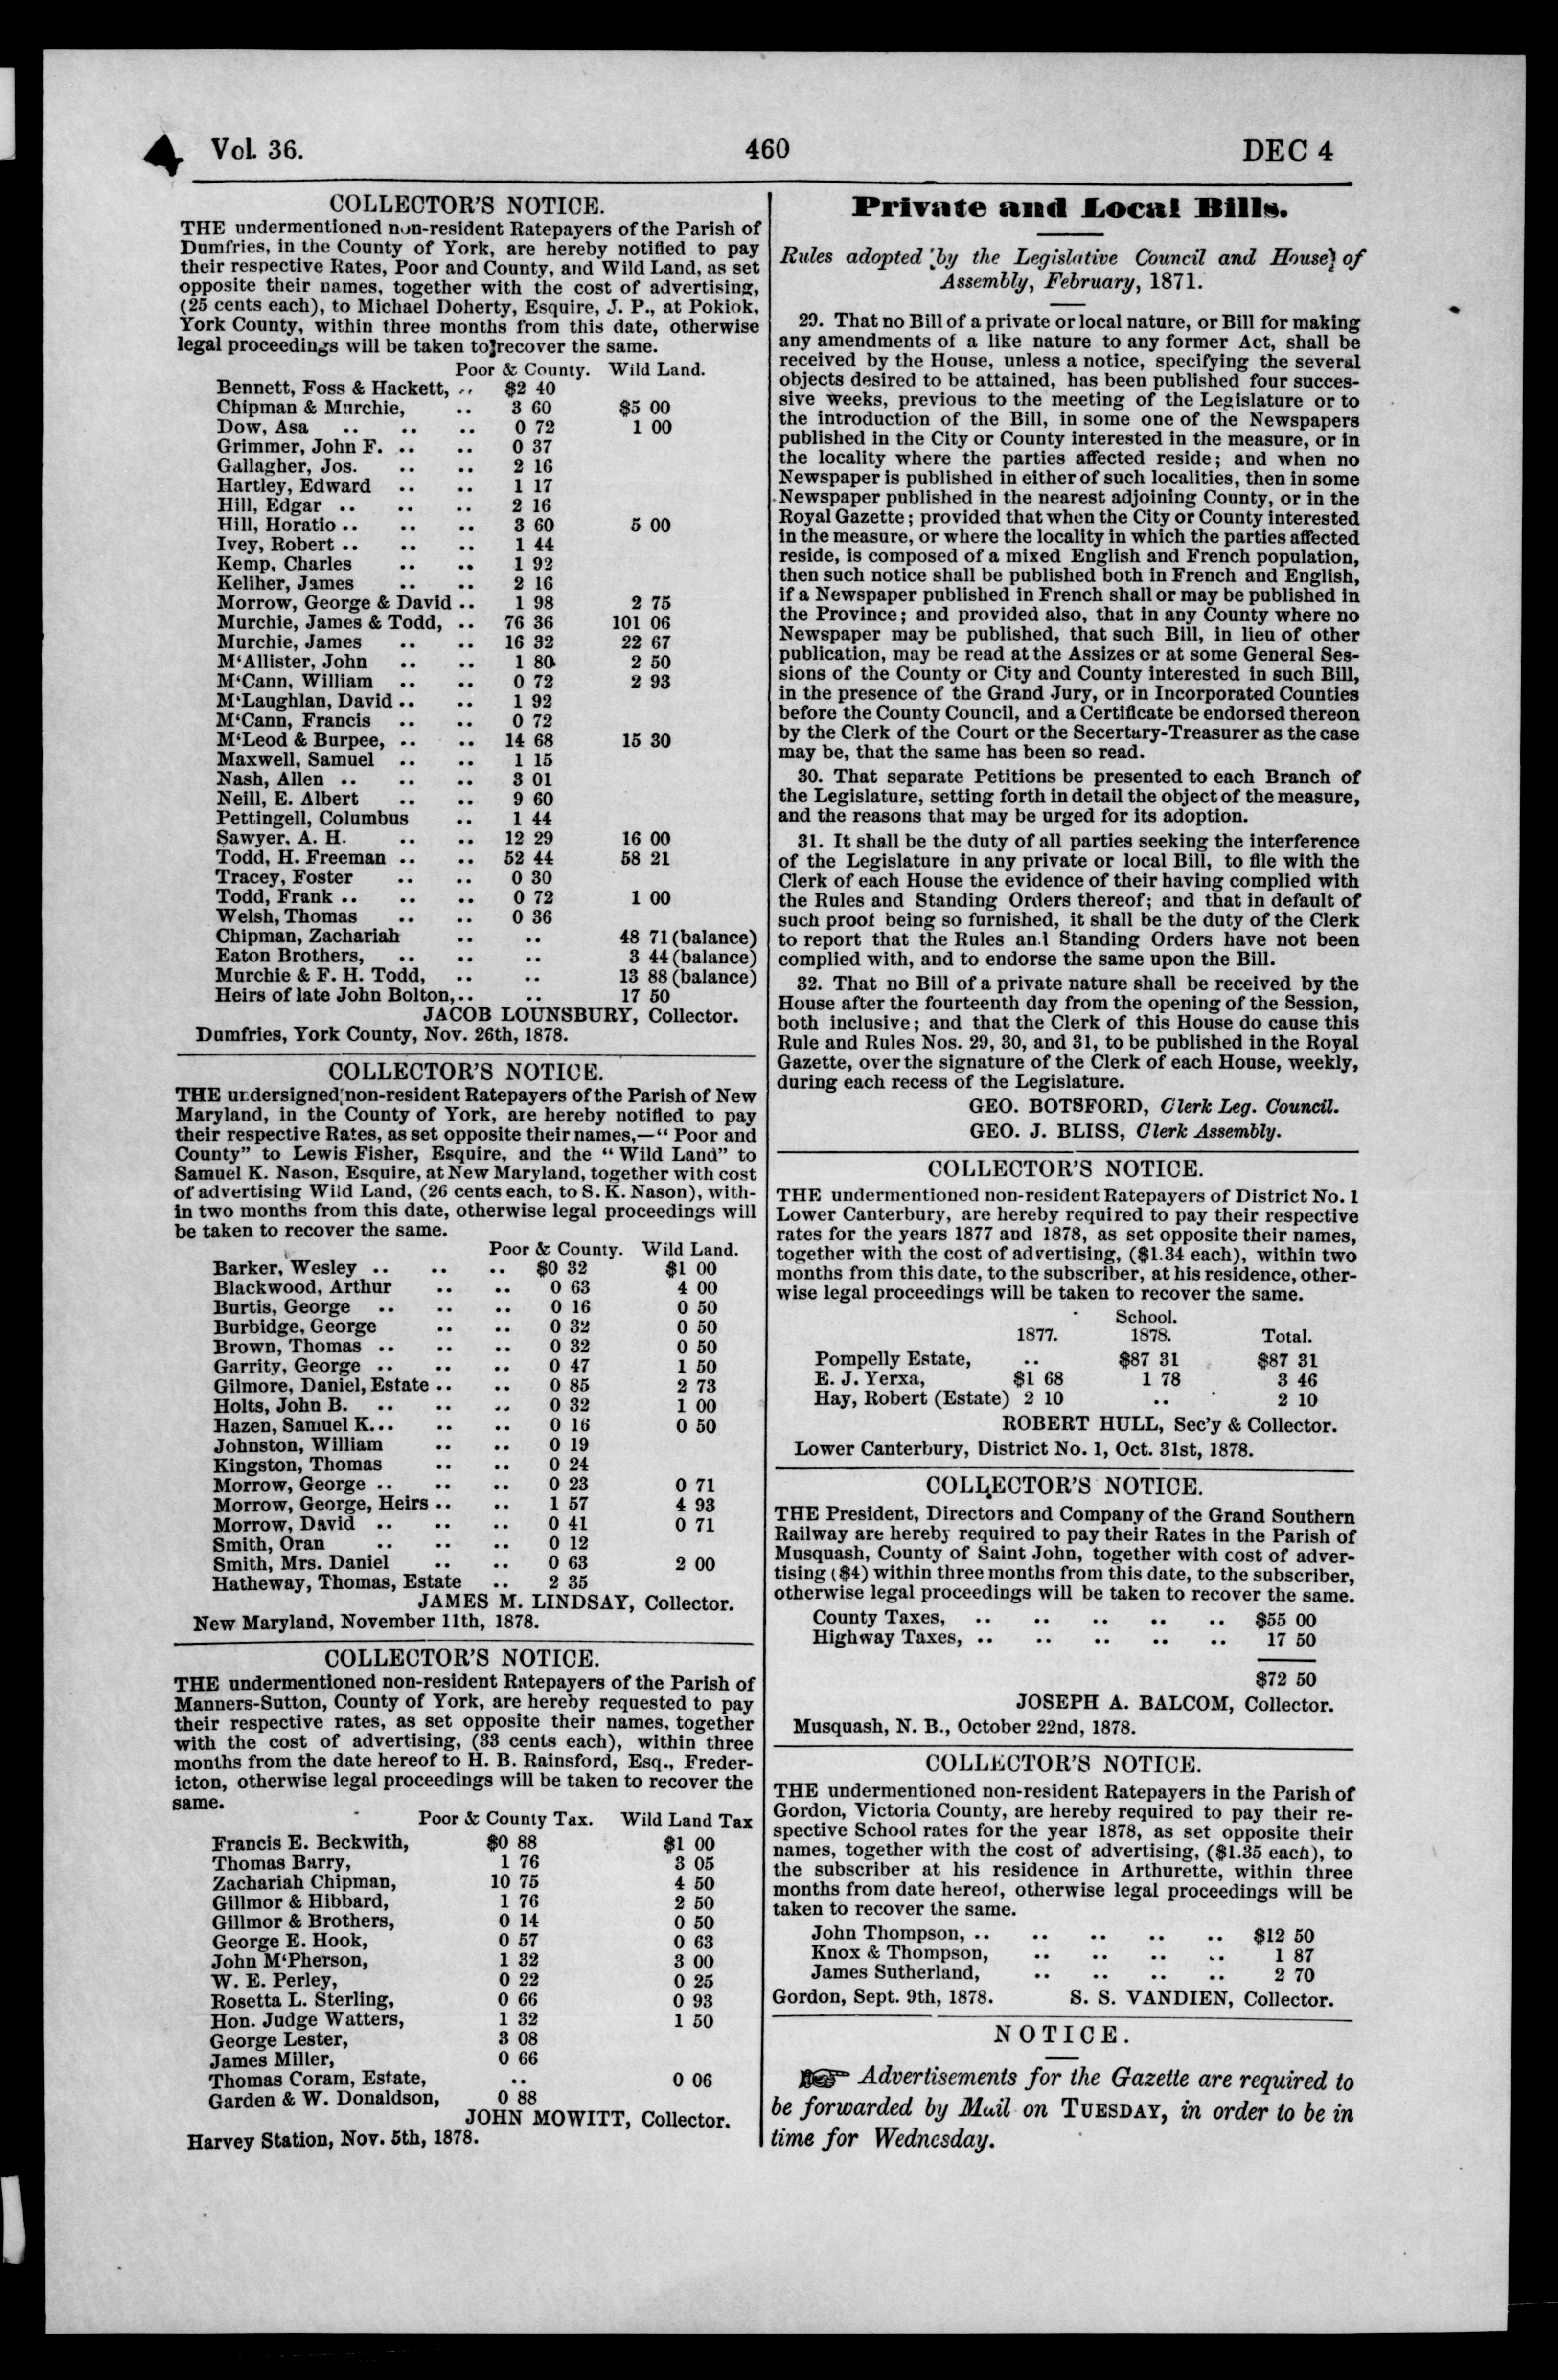 Vol. 36.
460
DEC 4
COLLECTOR'S NOTICE.
THE undermentioned non-resident Ratepayers of the Parish of
Dumfries, in the County of York, are hereby notified to pay
their respective Rates, Poor and County, and Wild Land, as set
opposite their names, together with the cost of advertising,
(25 cents each), to Michael Doherty, Esquire, J. P., at Pokiok,
York County, within three months from this date, otherwise
legal proceedings will be taken to recover the same.
Poor & County. Wild Land.
Bennett, Foss & Hackett, .. $2 40
Chipman & Murchie, .. 3 60 $5 00
Dow, Asa .. .. .. 0 72 1 00
Grimmer, John F. .. .. 0 37
Gallagher, Jos. .. .. 2 16
Hartley, Edward .. .. 1 17
Hill, Edgar .. .. .. 2 16
Hill, Horatio .. .. .. 3 60 5 00
Ivey, Robert .. .. .. 1 44
Kemp, Charles .. .. 1 92
Keliher, James .. .. 2 16
Morrow, George & David .. 1 98 2 75
Murchie, James & Todd, .. 76 36 101 06
Murchie, James .. .. 16 32 22 67
M'Allister, John .. .. 1 80 2 50
M'Cann, William .. .. 0 72 2 93
M'Laughlan, David .. .. 1 92
M'Cann, Francis .. .. 0 72
M'Leod & Burpee, .. .. 14 68 15 30
Maxwell, Samuel .. .. 1 15
Nash, Allen .. .. .. 3 01
Neill, E. Albert .. .. 9 60
Pettingell, Columbus .. 1 44
Sawyer, A. H. .. .. 12 29 16 00
Todd, H. Freeman .. .. 52 44 58 21
Tracey, Foster .. .. 0 30
Todd, Frank .. .. .. 0 72 1 00
Welsh, Thomas .. .. 0 36
Chipman, Zachariah .. .. 48 71 (balance)
Eaton Brothers, .. .. .. 3 44 (balance)
Murchie & F. H. Todd, .. .. 13 88 (balance)
Heirs of late John Bolton, .. .. 17 50
JACOB LOUNSBURY, Collector.
Dumfries, York County, Nov. 26th, 1878.
COLLECTOR'S NOTICE.
THE undersigned non-resident Ratepayers of the Parish of New
Maryland, in the County of York, are hereby notified to pay
their respective Rates, as set opposite their names,—"Poor and
County" to Lewis Fisher, Esquire, and the "Wild Land" to
Samuel K. Nason, Esquire, at New Maryland, together with cost
of advertising Wild Land, (26 cents each, to S. K. Nason), with-
in two months from this date, otherwise legal proceedings will
be taken to recover the same.
Poor & County. Wild Land.
Barker, Wesley .. .. .. $0 32 $1 00
Blackwood, Arthur .. .. 0 63 4 00
Burtis, George .. .. .. 0 16 0 50
Burbidge, George .. .. 0 32 0 50
Brown, Thomas .. .. .. 0 32 0 50
Garrity, George .. .. .. 0 47 1 50
Gilmore, Daniel, Estate .. .. 0 85 2 73
Holts, John B. .. .. .. 0 32 1 00
Hazen, Samuel K... .. .. 0 16 0 50
Johnston, William .. .. 0 19
Kingston, Thomas .. .. 0 24
Morrow, George .. .. .. 0 23 0 71
Morrow, George, Heirs .. .. 1 57 4 93
Morrow, David .. .. .. 0 41 0 71
Smith, Oran .. .. .. 0 12
Smith, Mrs. Daniel .. .. 0 63 2 00
Hatheway, Thomas, Estate .. 2 35
JAMES M. LINDSAY, Collector.
New Maryland, November 11th, 1878.
COLLECTOR'S NOTICE.
THE undermentioned non-resident Ratepayers of the Parish of
Manners-Sutton, County of York, are hereby requested to pay
their respective rates, as set opposite their names, together
with the cost of advertising, (33 cents each), within three
months from the date hereof to H. B. Rainsford, Esq., Freder-
icton, otherwise legal proceedings will be taken to recover the
same.
Poor & County Tax. Wild Land Tax
Francis E. Beckwith, $0 88 $1 00
Thomas Barry, 1 76 3 05
Zachariah Chipman, 10 75 4 50
Gillmor & Hibbard, 1 76 2 50
Gillmor & Brothers, 0 14 0 50
George E. Hook, 0 57 0 63
John M'Pherson, 1 32 3 00
W. E. Perley, 0 22 0 25
Rosetta L. Sterling, 0 66 0 93
Hon. Judge Watters, 1 32 1 50
George Lester, 3 08
James Miller, 0 66
Thomas Coram, Estate, .. 0 06
Garden & W. Donaldson, 0 88
JOHN MOWITT, Collector.
Harvey Station, Nov. 5th, 1878.
Private and Local Bills.
Rules adopted by the Legislative Council and House of
Assembly, February, 1871.
29. That no Bill of a private or local nature, or Bill for making
any amendments of a like nature to any former Act, shall be
received by the House, unless a notice, specifying the several
objects desired to be attained, has been published four succes-
sive weeks, previous to the meeting of the Legislature or to
the introduction of the Bill, in some one of the Newspapers
published in the City or County interested in the measure, or in
the locality where the parties affected reside; and when no
Newspaper is published in either of such localities, then in some
Newspaper published in the nearest adjoining County, or in the
Royal Gazette; provided that when the City or County interested
in the measure, or where the locality in which the parties affected
reside, is composed of a mixed English and French population,
then such notice shall be published both in French and English,
if a Newspaper published in French shall or may be published in
the Province; and provided also, that in any County where no
Newspaper may be published, that such Bill, in lieu of other
publication, may be read at the Assizes or at some General Ses-
sions of the County or City and County interested in such Bill,
in the presence of the Grand Jury, or in Incorporated Counties
before the County Council, and a Certificate be endorsed thereon
by the Clerk of the Court or the Secertary-Treasurer as the case
may be, that the same has been so read.
30. That separate Petitions be presented to each Branch of
the Legislature, setting forth in detail the object of the measure,
and the reasons that may be urged for its adoption.
31. It shall be the duty of all parties seeking the interference
of the Legislature in any private or local Bill, to file with the
Clerk of each House the evidence of their having complied with
the Rules and Standing Orders thereof; and that in default of
such proof being so furnished, it shall be the duty of the Clerk
to report that the Rules and Standing Orders have not been
complied with, and to endorse the same upon the Bill.
32. That no Bill of a private nature shall be received by the
House after the fourteenth day from the opening of the Session,
both inclusive; and that the Clerk of this House do cause this
Rule and Rules Nos. 29, 30, and 31, to be published in the Royal
Gazette, over the signature of the Clerk of each House, weekly,
during each recess of the Legislature.
GEO. BOTSFORD, Clerk Leg. Council.
GEO. J. BLISS, Clerk Assembly.
COLLECTOR'S NOTICE.
THE undermentioned non-resident Ratepayers of District No. 1
Lower Canterbury, are hereby required to pay their respective
rates for the years 1877 and 1878, as set opposite their names,
together with the cost of advertising, ($1.34 each), within two
months from this date, to the subscriber, at his residence, other-
wise legal proceedings will be taken to recover the same.
School.
1877. 1878. Total.
Pompelly Estate, .. $87 31 $87 31
E. J. Yerxa, $1 68 1 78 3 46
Hay, Robert (Estate) 2 10 .. 2 10
ROBERT HULL, Sec'y & Collector.
Lower Canterbury, District No. 1, Oct. 31st, 1878.
COLLECTOR'S NOTICE.
THE President, Directors and Company of the Grand Southern
Railway are hereby required to pay their Rates in the Parish of
Musquash, County of Saint John, together with cost of adver-
tising ($4) within three months from this date, to the subscriber,
otherwise legal proceedings will be taken to recover the same.
County Taxes, .. .. .. .. .. $55 00
Highway Taxes, .. .. .. .. .. 17 50
$72 50
JOSEPH A. BALCOM, Collector.
Musquash, N. B., October 22nd, 1878.
COLLECTOR'S NOTICE.
THE undermentioned non-resident Ratepayers in the Parish of
Gordon, Victoria County, are hereby required to pay their re-
spective School rates for the year 1878, as set opposite their
names, together with the cost of advertising, ($1.35 each), to
the subscriber at his residence in Arthurette, within three
months from date hereof, otherwise legal proceedings will be
taken to recover the same.
John Thompson, .. .. .. .. .. $12 50
Knox & Thompson, .. .. .. .. 1 87
James Sutherland, .. .. .. .. 2 70
Gordon, Sept. 9th, 1878. S. S. VANDIEN, Collector.
NOTICE.
☞ Advertisements for the Gazette are required to
be forwarded by Mail on TUESDAY, in order to be in
time for Wednesday.